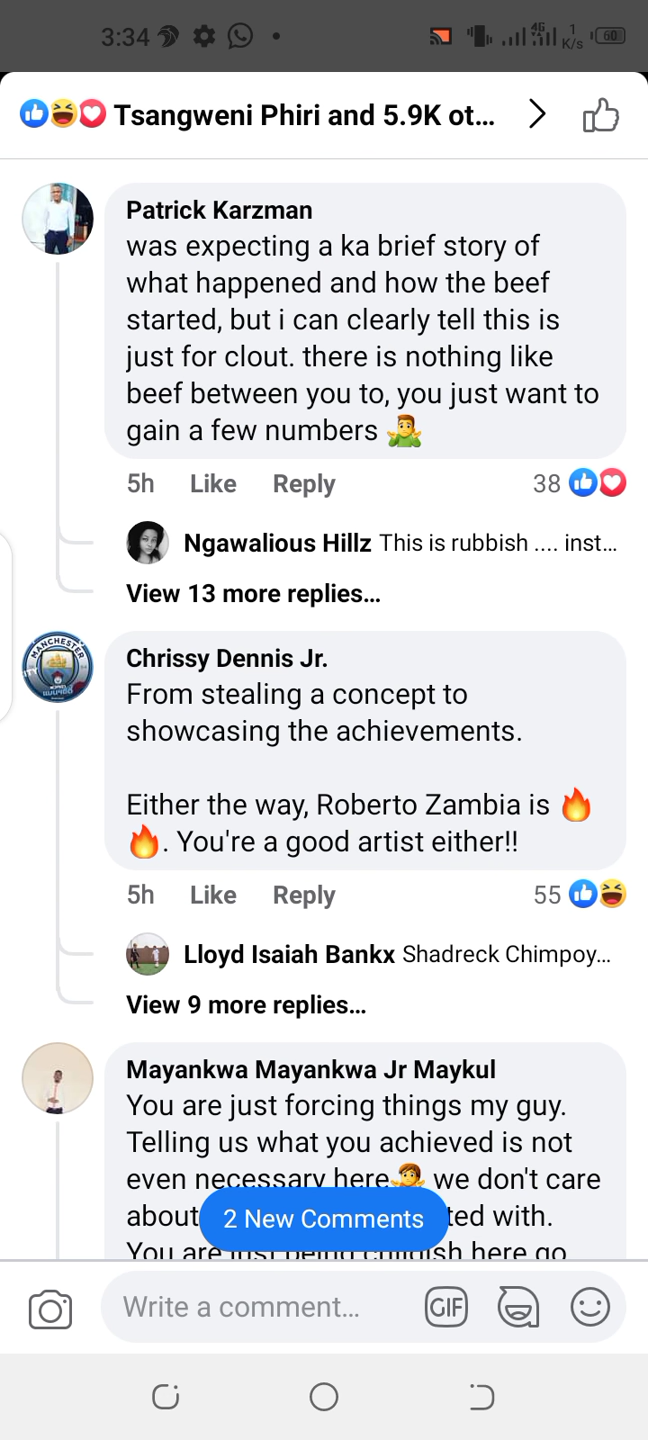 3:34
4G
1
K/s
60
Tsangweni Phiri and 5.9K ot...
Patrick Karzman
was expecting a ka brief story of
what happened and how the beef
started, but i can clearly tell this is
just for clout. there is nothing like
beef between you to, you just want to
gain a few numbers 🤷‍♂️
5h Like Reply 38
Ngawalious Hillz This is rubbish .... inst...
View 13 more replies...
MANCHESTER
Chrissy Dennis Jr.
From stealing a concept to
showcasing the achievements.
Either the way, Roberto Zambia is 🔥
🔥. You're a good artist either!!
5h Like Reply 55
Lloyd Isaiah Bankx Shadreck Chimpoy...
View 9 more replies...
Mayankwa Mayankwa Jr Maykul
You are just forcing things my guy.
Telling us what you achieved is not
even necessary here🤷 we don't care
about ted with.
2 New Comments
You are just being childish here go
Write a comment...
GIF